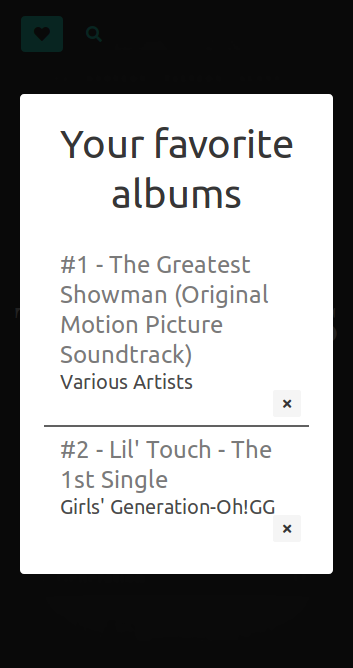 Your favorite
albums
#1 - The Greatest
Showman (Original
Motion Picture
Soundtrack)
Various Artists
#2 - Lil' Touch - The
1st Single
Girls' Generation-Oh!GG